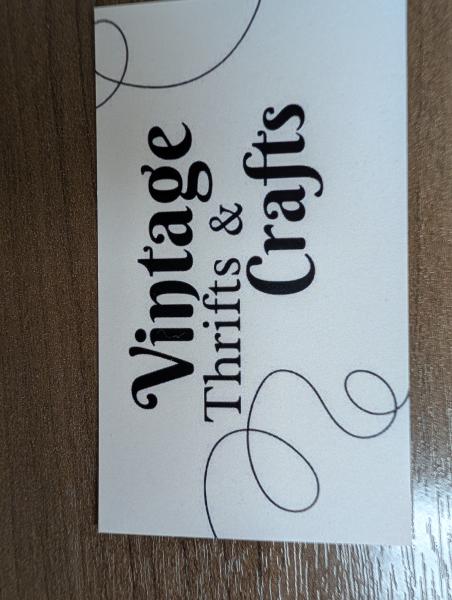 Vintage
Thrifts &
Crafts